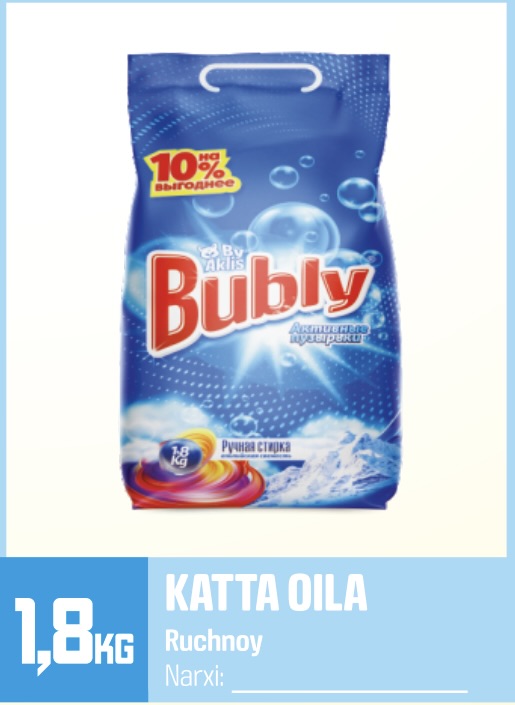 10% на
выгоднее
By
Aklis
Bubly
Активные
пузырьки
1,8
Kg
Ручная стирка
1,8KG
KATTA OILA
Ruchnoy
Narxi: